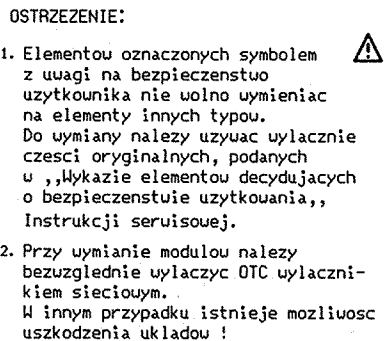 OSTRZEZENIE:
1. Elementow oznaczonych symbolem ⚠
z uwagi na bezpieczenstwo
uzytkownika nie wolno wymieniac
na elementy innych typow.
Do wymiany nalezy uzywac wylacznie
czesci oryginalnych, podanych
w ,,Wykazie elementow decydujacych
o bezpieczenstwie uzytkowania,,
Instrukcji serwisowej.
2. Przy wymianie modulow nalezy
bezwzglednie wylaczyc OTC wylaczni-
kiem sieciowym.
W innym przypadku istnieje mozliwosc
uszkodzenia ukladow !